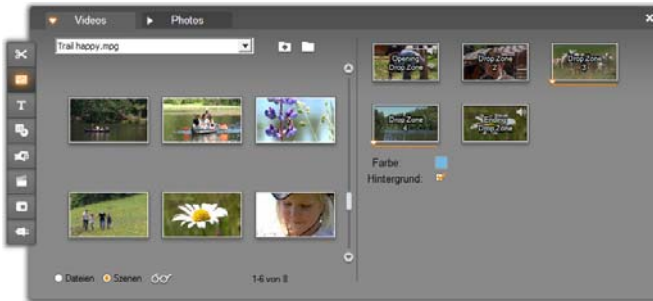 Videos
Photos
Trail happy.mpg
Opening
Drop Zone
Drop Zone
2
Drop Zone
3
Drop Zone
4
Ending
Drop Zone
Farbe:
Hintergrund:
T
Dateien
Szenen
1-6 von 8